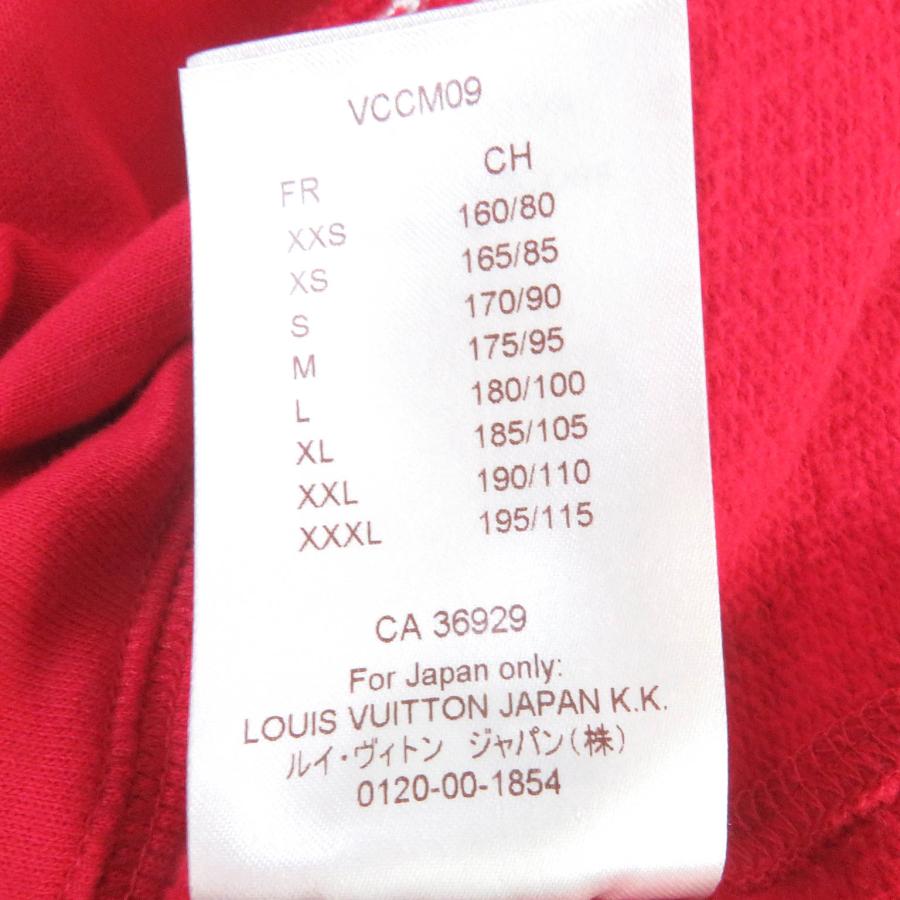 VCCM09
FR CH
XXS 160/80
XS 165/85
S 170/90
M 175/95
L 180/100
XL 185/105
XXL 190/110
XXXL 195/115
CA 36929
For Japan only:
LOUIS VUITTON JAPAN K.K.
ルイ・ヴィトン ジャパン(株)
0120-00-1854